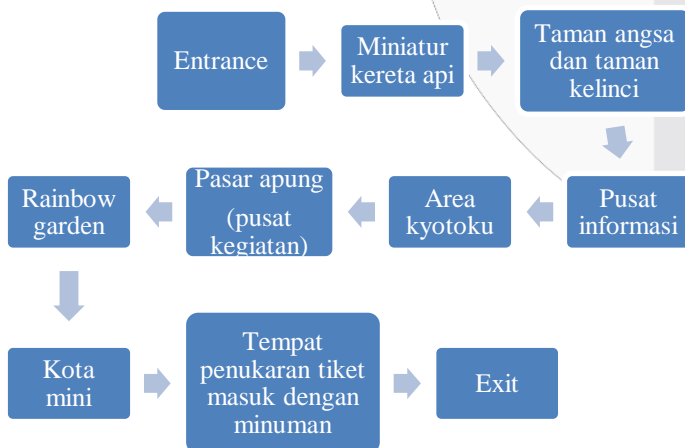 Entrance
Miniatur
kereta api
Taman angsa
dan taman
kelinci
Pusat
informasi
Area
kyotoku
Pasar apung
(pusat
kegiatan)
Rainbow
garden
Kota
mini
Tempat
penukaran tiket
masuk dengan
minuman
Exit